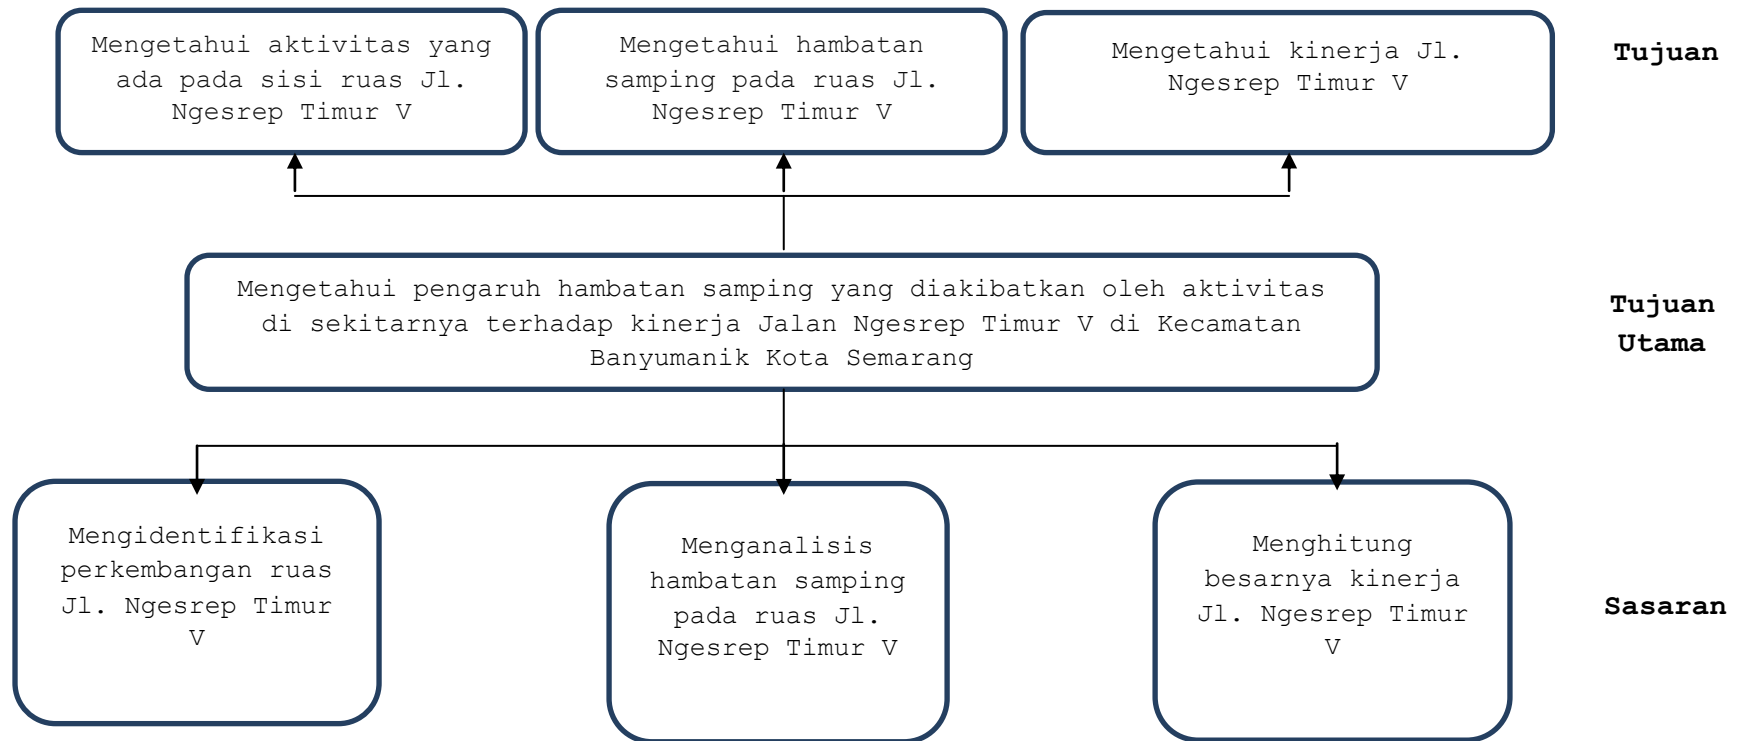 Mengetahui aktivitas yang
ada pada sisi ruas Jl.
Ngesrep Timur V
Mengetahui hambatan
samping pada ruas Jl.
Ngesrep Timur V
Mengetahui kinerja Jl.
Ngesrep Timur V
Tujuan
Mengetahui pengaruh hambatan samping yang diakibatkan oleh aktivitas
di sekitarnya terhadap kinerja Jalan Ngesrep Timur V di Kecamatan
Banyumanik Kota Semarang
Tujuan
Utama
Mengidentifikasi
perkembangan ruas
Jl. Ngesrep Timur
V
Menganalisis
hambatan samping
pada ruas Jl.
Ngesrep Timur V
Menghitung
besarnya kinerja
Jl. Ngesrep Timur
V
Sasaran